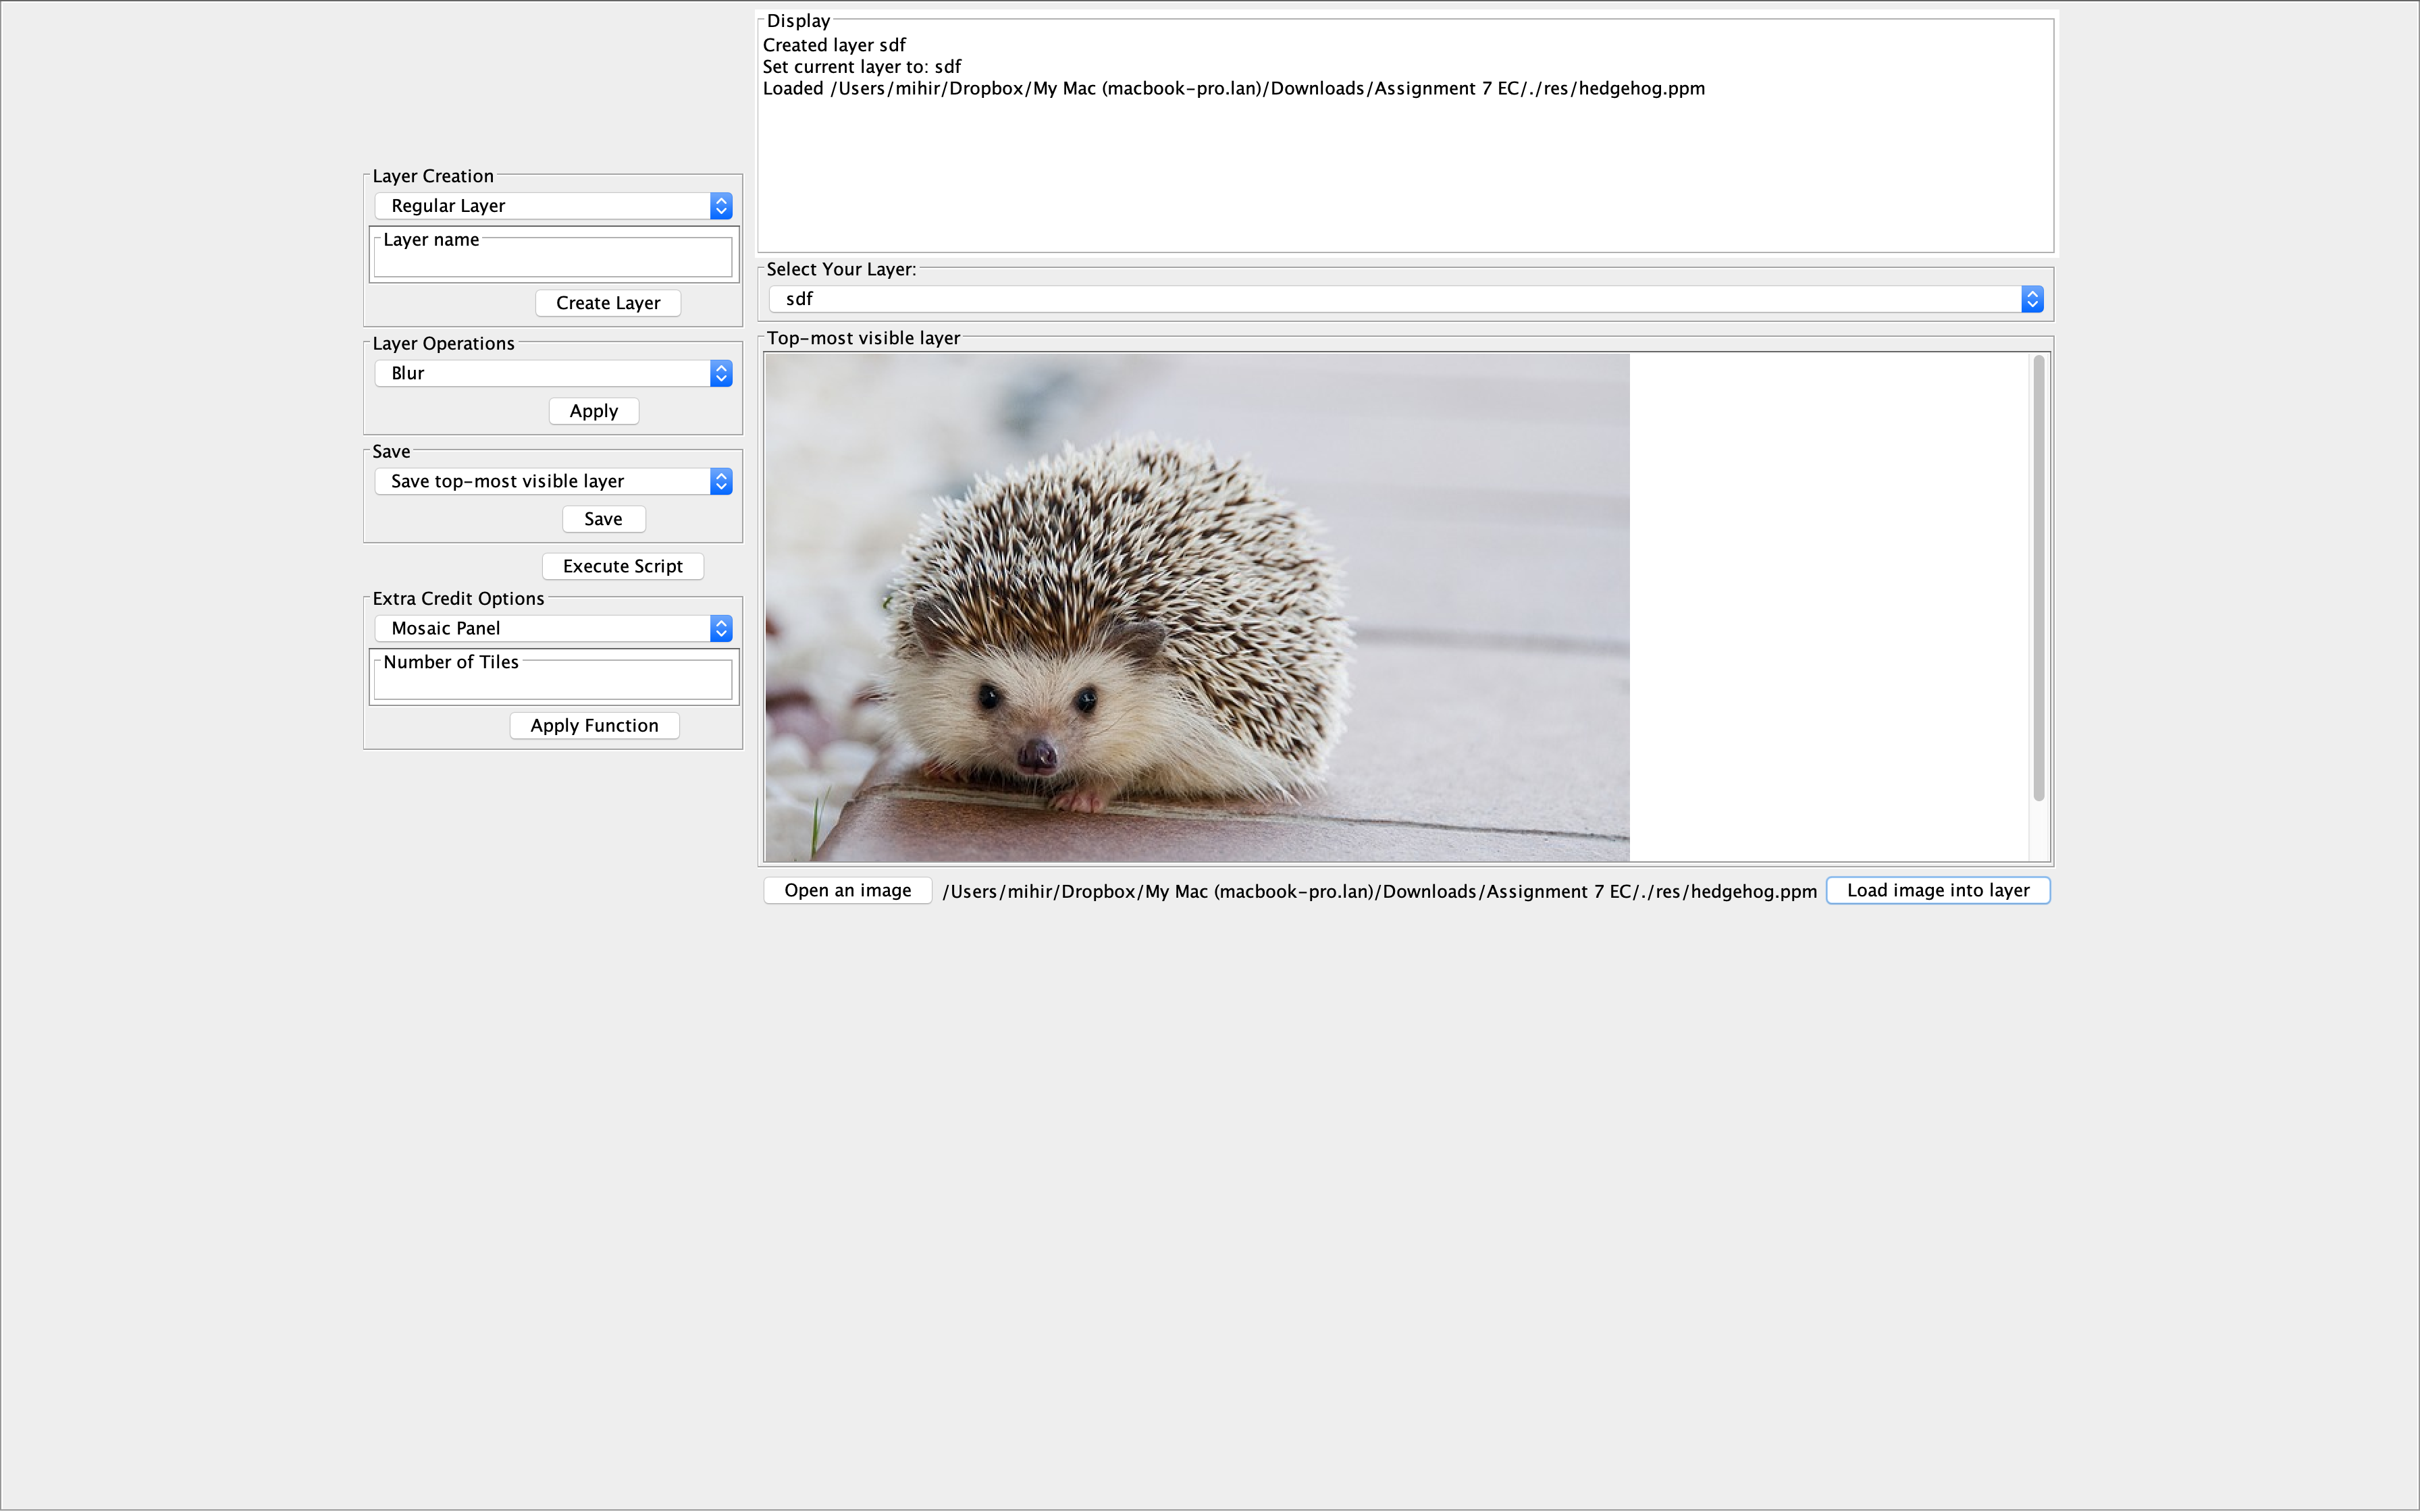 Display
Created layer sdf
Set current layer to: sdf
Loaded /Users/mihir/Dropbox/My Mac (macbook-pro.lan)/Downloads/Assignment 7 EC/./res/hedgehog.ppm
Layer Creation
Regular Layer
Layer name
Create Layer
Layer Operations
Blur
Apply
Save
Save top-most visible layer
Save
Execute Script
Extra Credit Options
Mosaic Panel
Number of Tiles
Apply Function
Select Your Layer:
sdf
Top-most visible layer
Open an image /Users/mihir/Dropbox/My Mac (macbook-pro.lan)/Downloads/Assignment 7 EC/./res/hedgehog.ppm Load image into layer